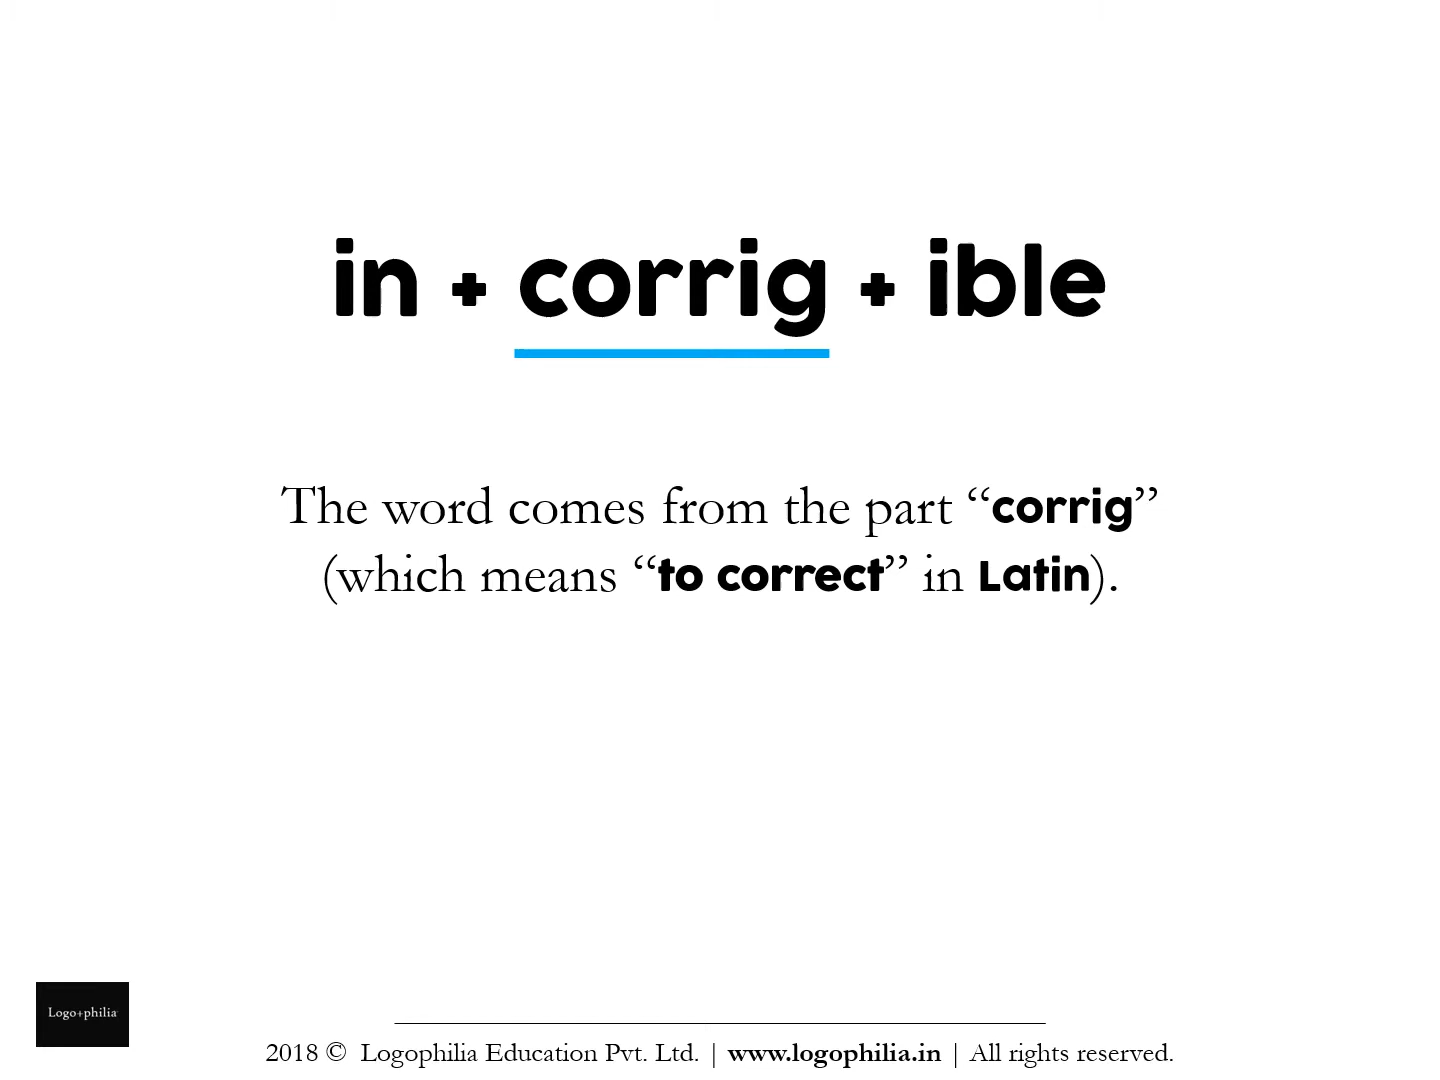 in + corrig + ible
The word comes from the part “corrig”
(which means “to correct” in Latin).
Logo+philia
2018 © Logophilia Education Pvt. Ltd. | www.logophilia.in | All rights reserved.